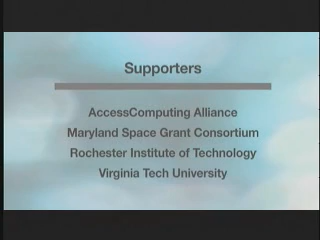 Supporters
AccessComputing Alliance
Maryland Space Grant Consortium
Rochester Institute of Technology
Virginia Tech University